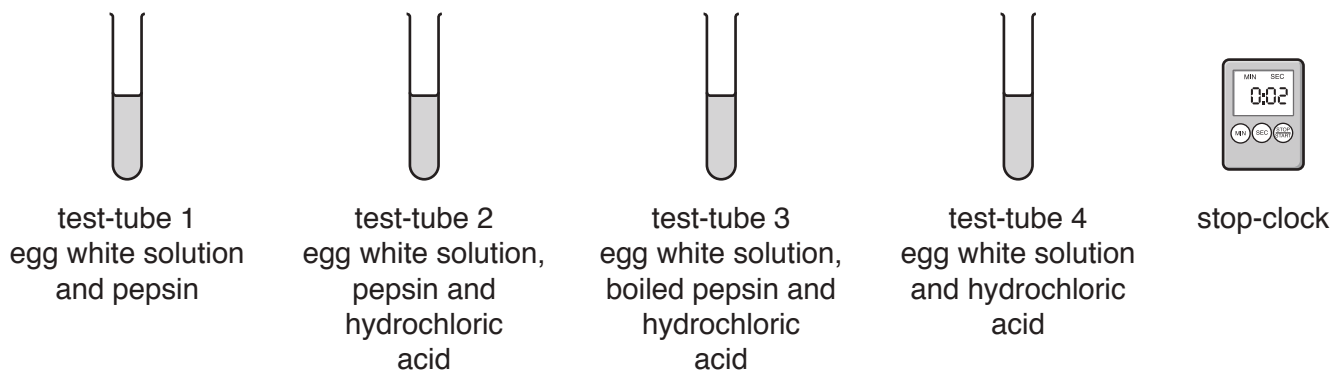 MIN SEC
0:02
MIN SEC STOP
START
test-tube 1
egg white solution
and pepsin
test-tube 2
egg white solution,
pepsin and
hydrochloric
acid
test-tube 3
egg white solution,
boiled pepsin and
hydrochloric
acid
test-tube 4
egg white solution
and hydrochloric
acid
stop-clock